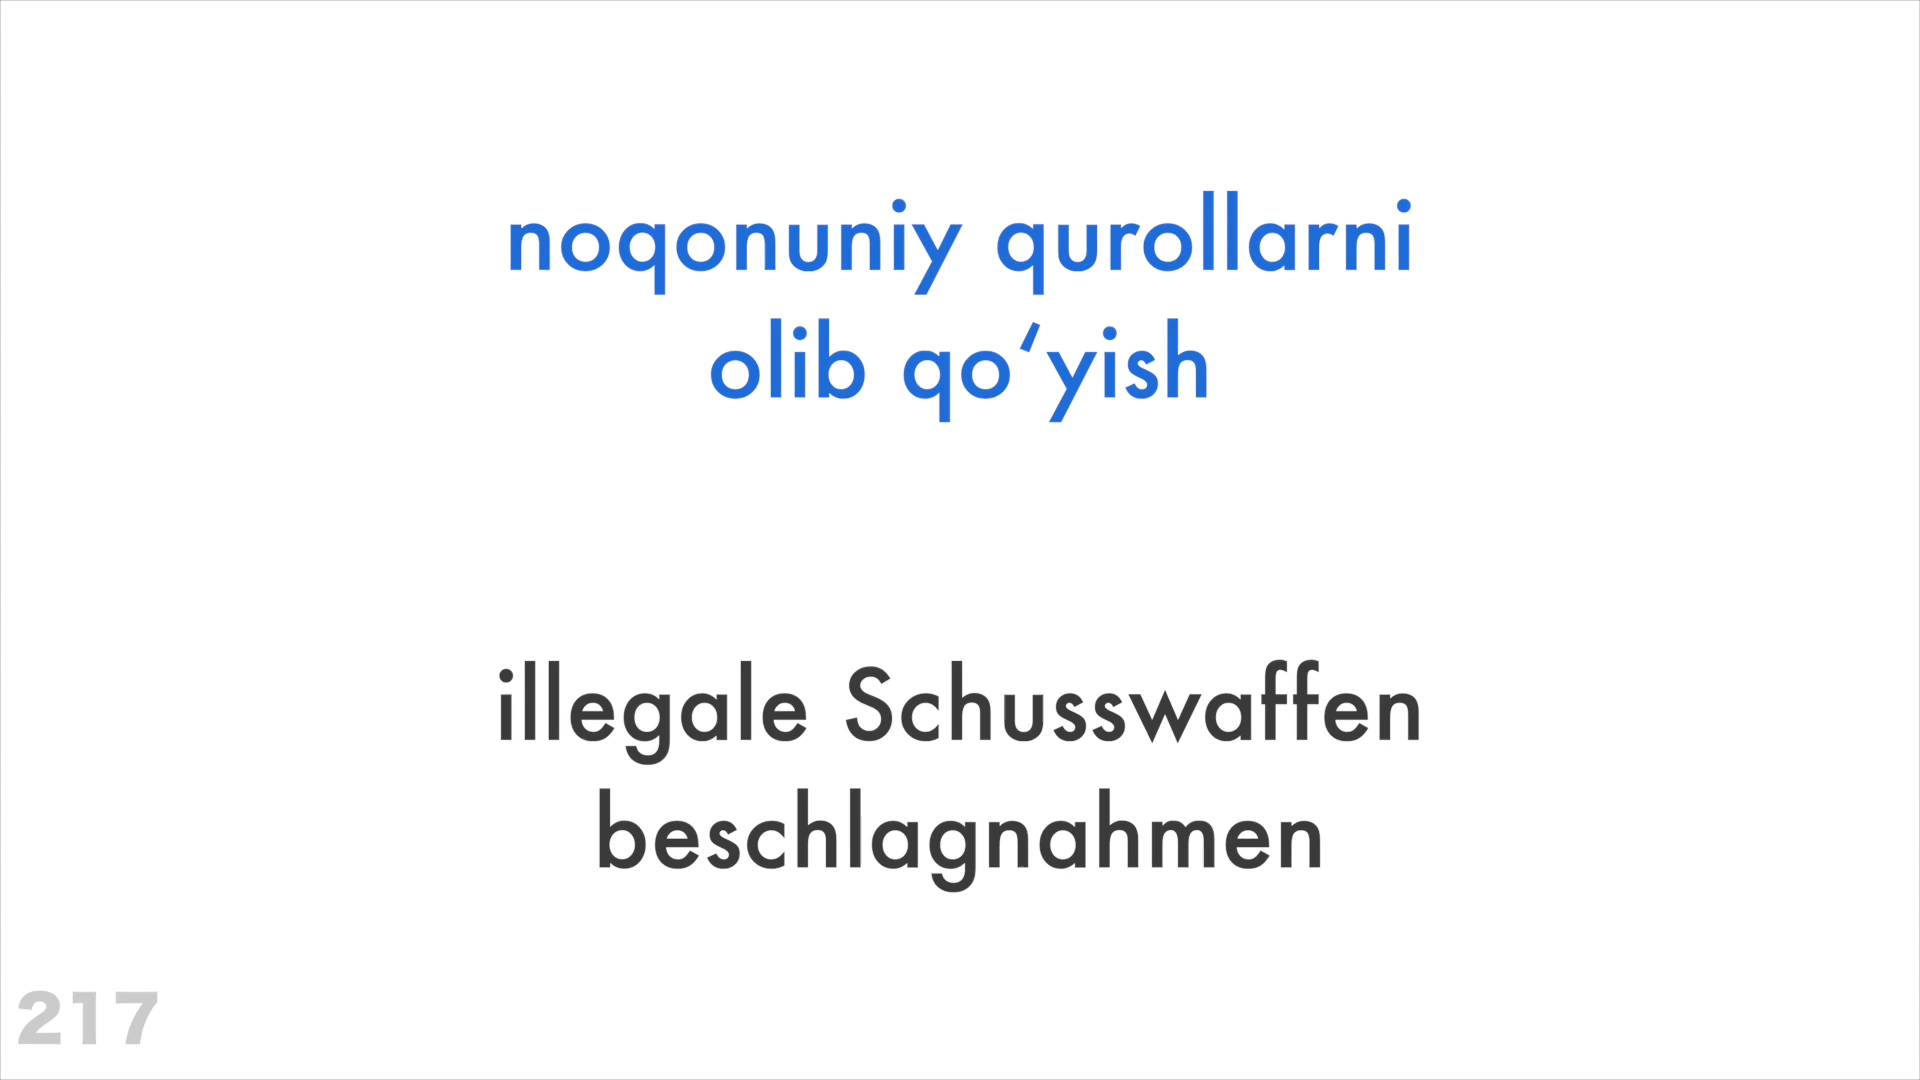 noqonuniy qurollarni
olib qo‘yish
illegale Schusswaffen
beschlagnahmen
217